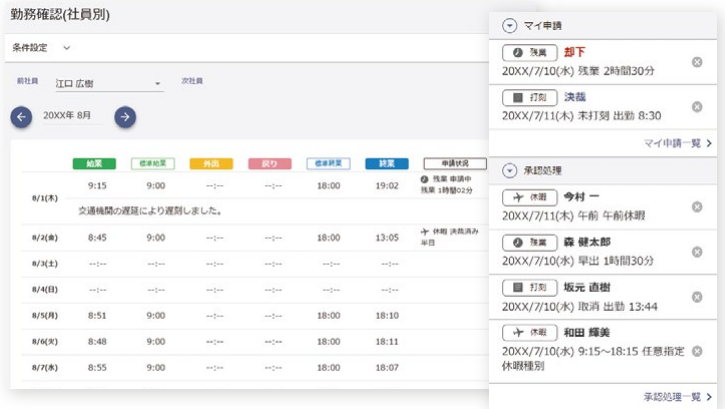 勤務確認(社員別)
条件設定
前社員 江口 広樹 次社員
20XX年 8月
始業 標準始業 外出 戻り 標準終業 終業 申請状況
8/1(木) 9:15 9:00 --:-- --:-- 18:00 19:02 残業 申請中
残業 1時間02分
交通機関の遅延により遅刻しました。
8/2(金) 8:45 9:00 --:-- --:-- 18:00 13:05 休暇 決裁済み
半日
8/3(土) --:-- --:-- --:-- --:-- --:-- --:--
8/4(日) --:-- --:-- --:-- --:-- --:-- --:--
8/5(月) 8:51 9:00 --:-- --:-- 18:00 18:10
8/6(火) 8:48 9:00 --:-- --:-- 18:00 18:11
8/7(水) 8:55 9:00 --:-- --:-- 18:00 18:07
マイ申請
残業 却下
20XX/7/10(水) 残業 2時間30分
打刻 決裁
20XX/7/11(木) 未打刻 出勤 8:30
マイ申請一覧
承認処理
休暇 今村 一
20XX/7/11(木) 午前 午前休暇
残業 森 健太郎
20XX/7/10(水) 早出 1時間30分
打刻 坂元 直樹
20XX/7/10(水) 取消 出勤 13:44
休暇 和田 輝美
20XX/7/10(水) 9:15～18:15 任意指定
休暇種別
承認処理一覧